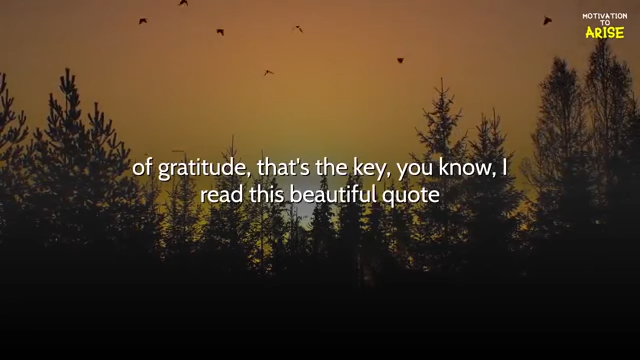 MOTIVATION
TO
ARISE
of gratitude, that's the key, you know, I
read this beautiful quote